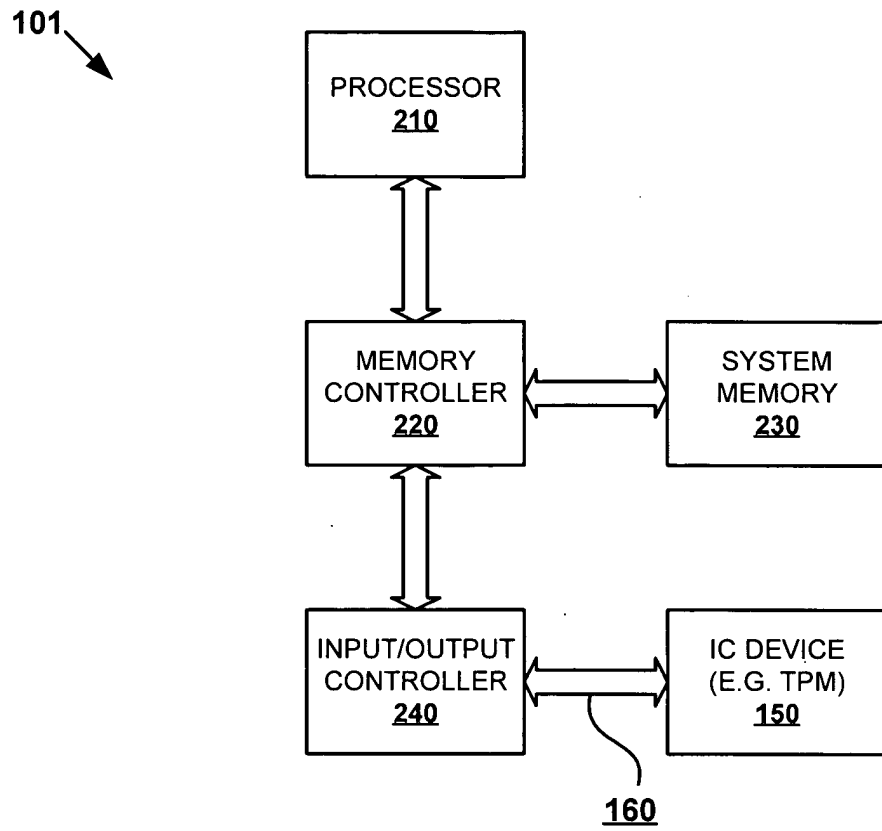 101
PROCESSOR
210
MEMORY
CONTROLLER
220
SYSTEM
MEMORY
230
INPUT/OUTPUT
CONTROLLER
240
IC DEVICE
(E.G. TPM)
150
160